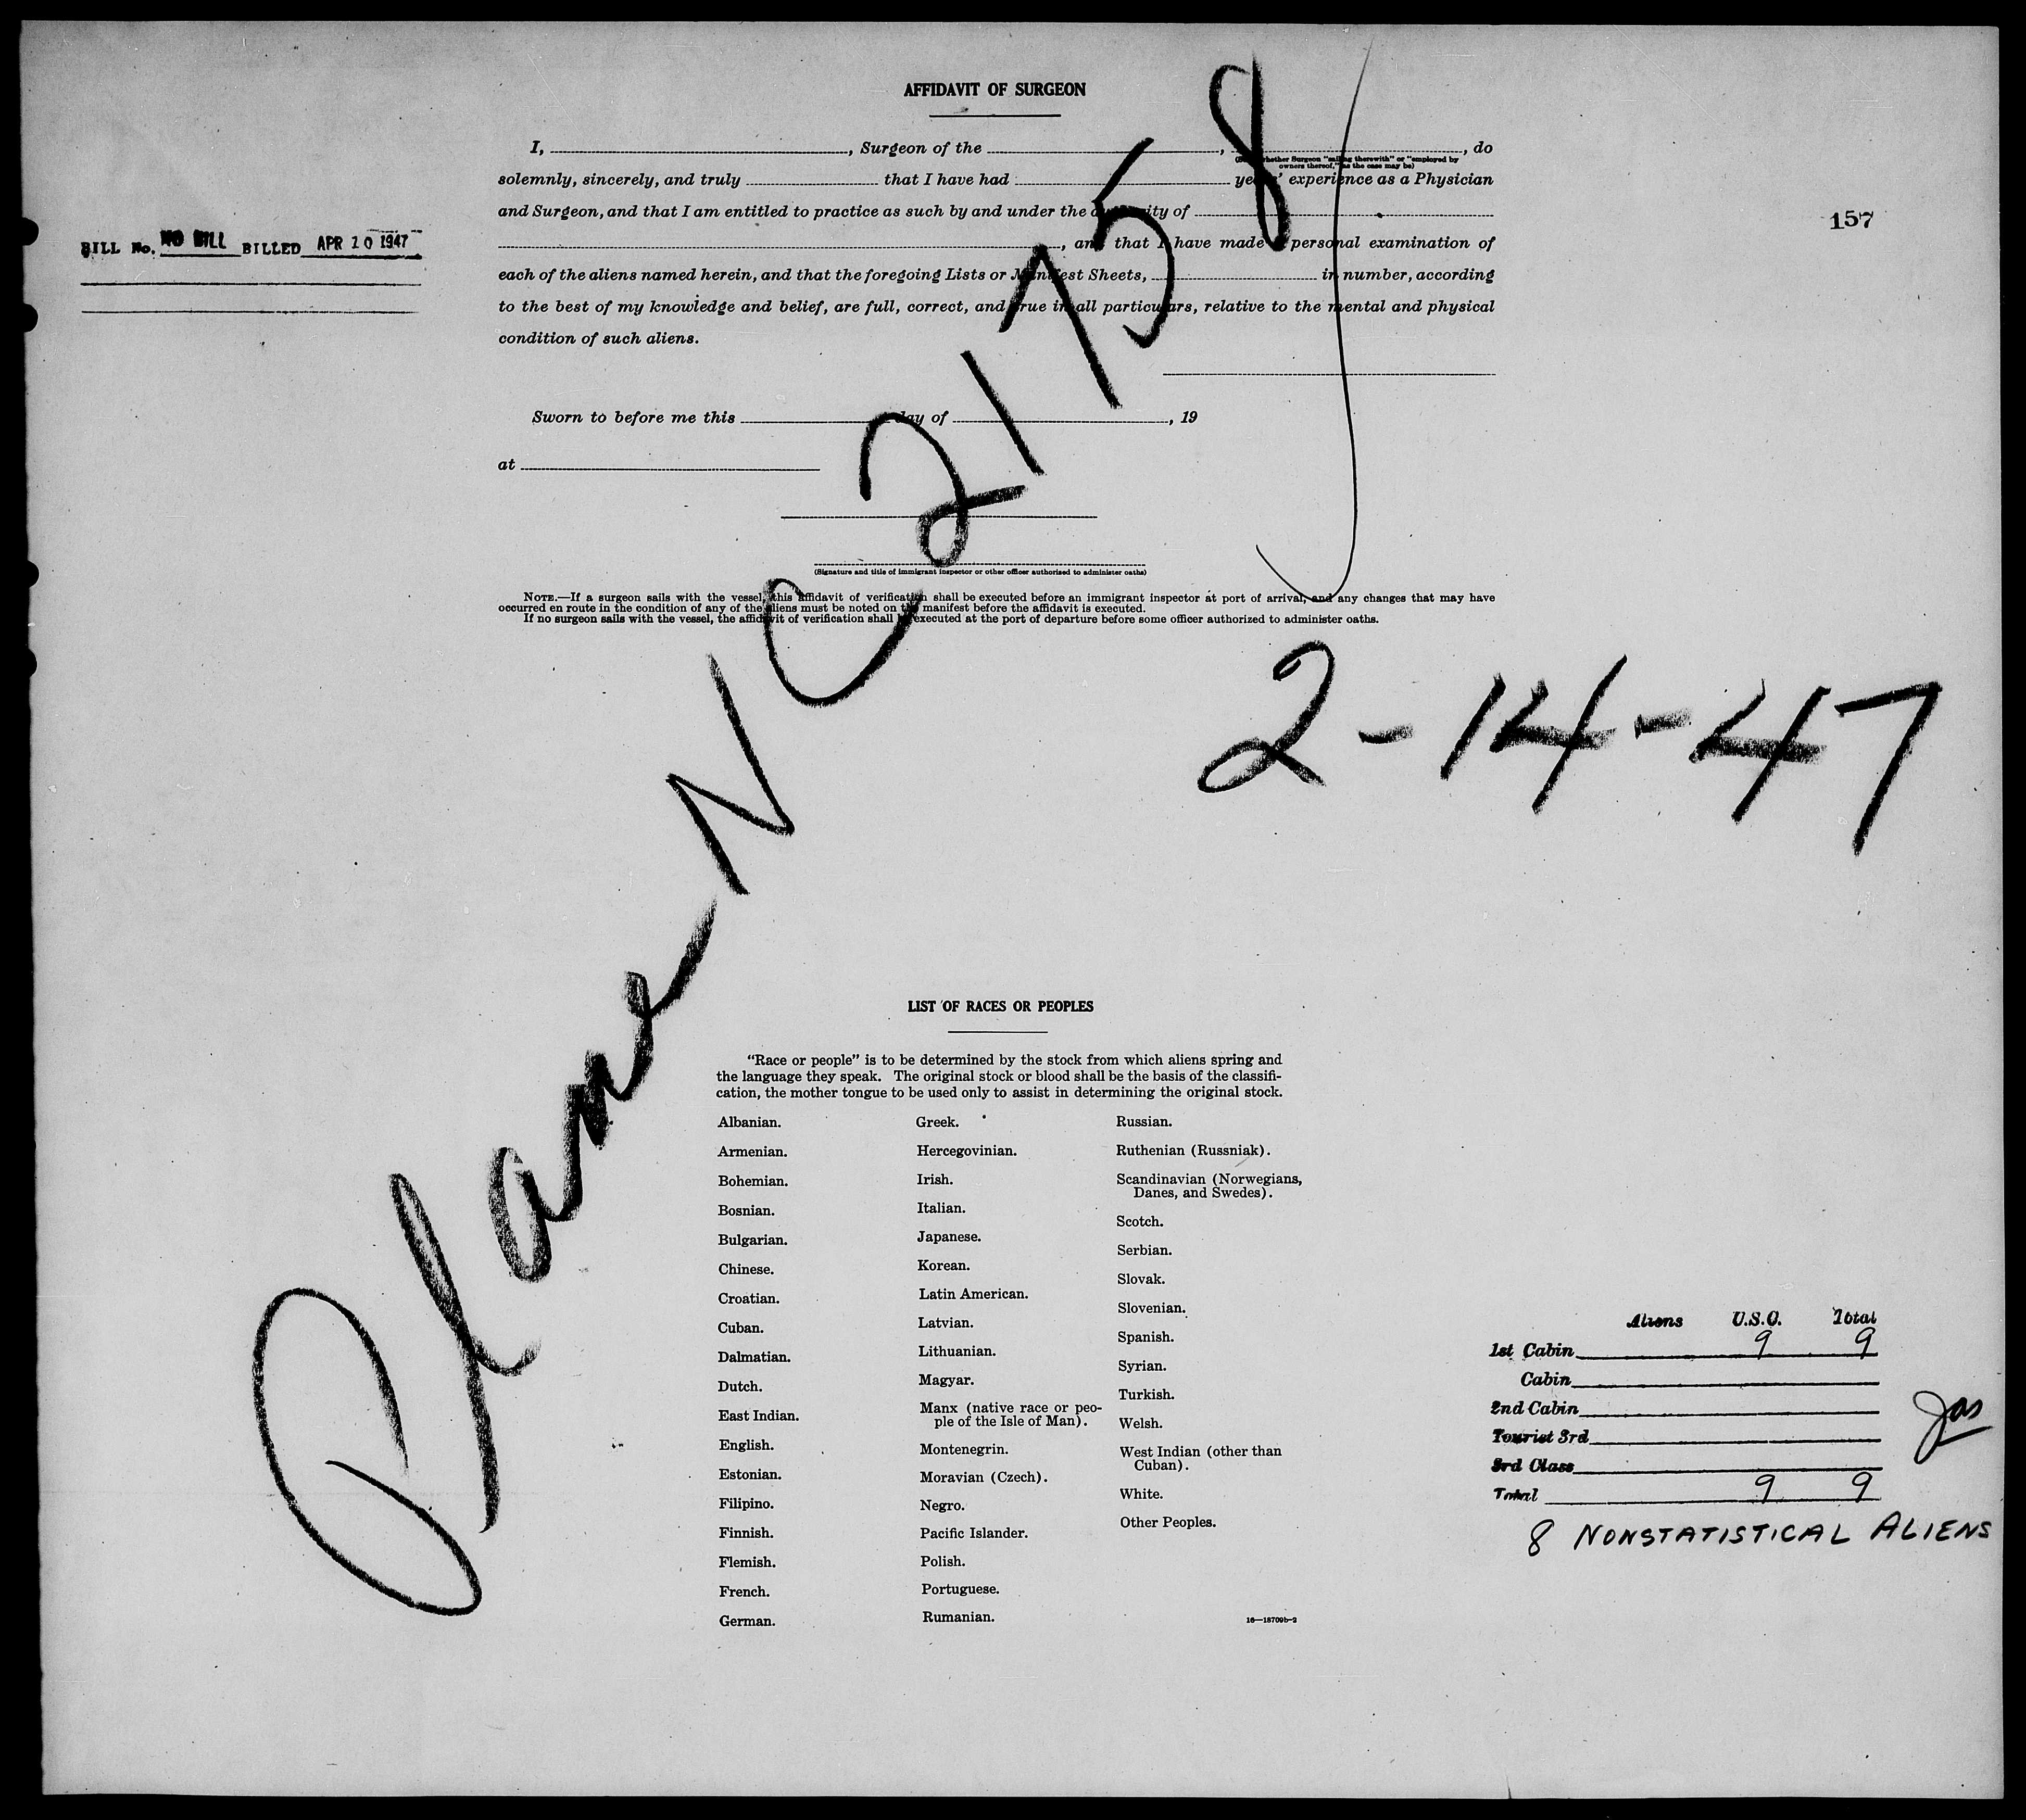 AFFIDAVIT OF SURGEON
I, , Surgeon of the , , do
(State whether Surgeon "sailing therewith" or "employed by
owners thereof," as the case may be)
solemnly, sincerely, and truly that I have had years' experience as a Physician
and Surgeon, and that I am entitled to practice as such by and under the authority of
, and that I have made a personal examination of
each of the aliens named herein, and that the foregoing Lists or Manifest Sheets, in number, according
to the best of my knowledge and belief, are full, correct, and true in all particulars, relative to the mental and physical
condition of such aliens.
157
BILL No. NO BILL BILLED APR 10 1947
Sworn to before me this day of , 19
at
(Signature and title of immigrant inspector or other officer authorized to administer oaths)
NOTE.—If a surgeon sails with the vessel, this affidavit of verification shall be executed before an immigrant inspector at port of arrival, and any changes that may have
occurred en route in the condition of any of the aliens must be noted on the manifest before the affidavit is executed.
If no surgeon sails with the vessel, the affidavit of verification shall be executed at the port of departure before some officer authorized to administer oaths.
Plane NC 21758
2-14-47
LIST OF RACES OR PEOPLES
"Race or people" is to be determined by the stock from which aliens spring and
the language they speak. The original stock or blood shall be the basis of the classifi-
cation, the mother tongue to be used only to assist in determining the original stock.
Albanian.
Armenian.
Bohemian.
Bosnian.
Bulgarian.
Chinese.
Croatian.
Cuban.
Dalmatian.
Dutch.
East Indian.
English.
Estonian.
Filipino.
Finnish.
Flemish.
French.
German.
Greek.
Hercegovinian.
Irish.
Italian.
Japanese.
Korean.
Latin American.
Latvian.
Lithuanian.
Magyar.
Manx (native race or peo-
ple of the Isle of Man).
Montenegrin.
Moravian (Czech).
Negro.
Pacific Islander.
Polish.
Portuguese.
Rumanian.
Russian.
Ruthenian (Russniak).
Scandinavian (Norwegians,
Danes, and Swedes).
Scotch.
Serbian.
Slovak.
Slovenian.
Spanish.
Syrian.
Turkish.
Welsh.
West Indian (other than
Cuban).
White.
Other Peoples.
16—18709b-2
Aliens U.S.C. Total
1st Cabin 9 9
Cabin
2nd Cabin
Tourist 3rd
3rd Class
Total 9 9
Jas
8 NONSTATISTICAL ALIENS